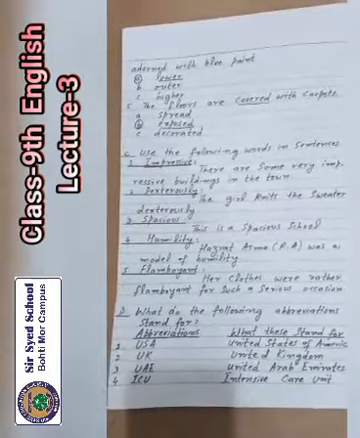 Class-9th English
Lecture-3
Sir Syed School
Bohti Mor Campus
adorned with blue paint
a lower
b outer
c higher
5. The floors are covered with carpets.
a spread
b exposed
c decorated
C. Use the following words in Sentences.
1 Impressive:
There are Some very imp-
ressive buildings in the town.
2 Dexterously:
The girl knits the Sweater
dexterously
3 Spacious:
This is a Spacious School
4 Humility:
Hazrat Asma (R.A) was a
model of humility
5 Flamboyant:
Her clothes were rather
flamboyant for such a Serious occasion.
D. What do the following abbreviations
Stand for?
Abbreviations What these Stand for
1 USA United States of America
2 UK United Kingdom
3 UAE United Arab Emirates
4 ICU Intensive Care Unit